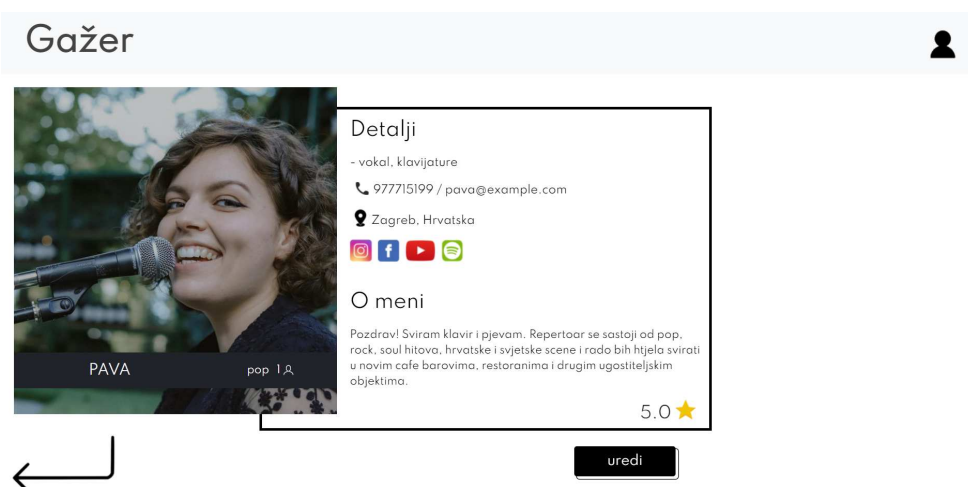 Gažer
PAVA
pop 1
Detalji
- vokal, klavijature
977715199 / pava@example.com
Zagreb, Hrvatska
O meni
Pozdrav! Sviram klavir i pjevam. Repertoar se sastoji od pop,
rock, soul hitova, hrvatske i svjetske scene i rado bih htjela svirati
u novim cafe barovima, restoranima i drugim ugostiteljskim
objektima.
5.0
uredi